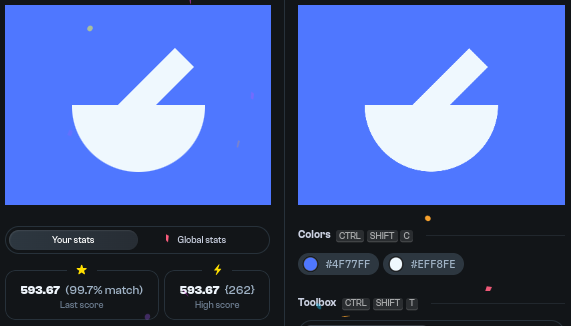 Colors CTRL SHIFT C
Your stats Global stats
#4F77FF #EFF8FE
593.67 (99.7% match) 593.67 {262}
Last score High score
Toolbox CTRL SHIFT T